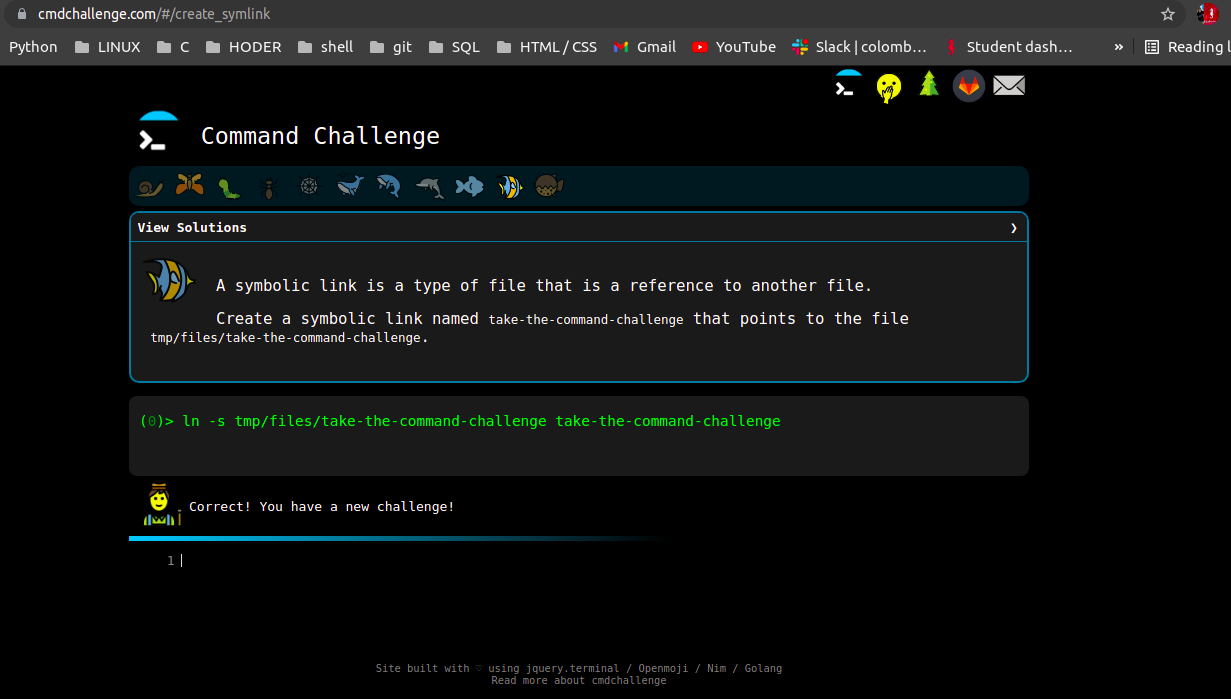 cmdchallenge.com/#/create_symlink
Python LINUX C HODER shell git SQL HTML / CSS Gmail YouTube Slack | colomb… Student dash… » Reading l
Command Challenge
View Solutions ❯
A symbolic link is a type of file that is a reference to another file.
Create a symbolic link named take-the-command-challenge that points to the file
tmp/files/take-the-command-challenge.
(0)> ln -s tmp/files/take-the-command-challenge take-the-command-challenge
Correct! You have a new challenge!
1
Site built with ♡ using jquery.terminal / Openmoji / Nim / Golang
Read more about cmdchallenge